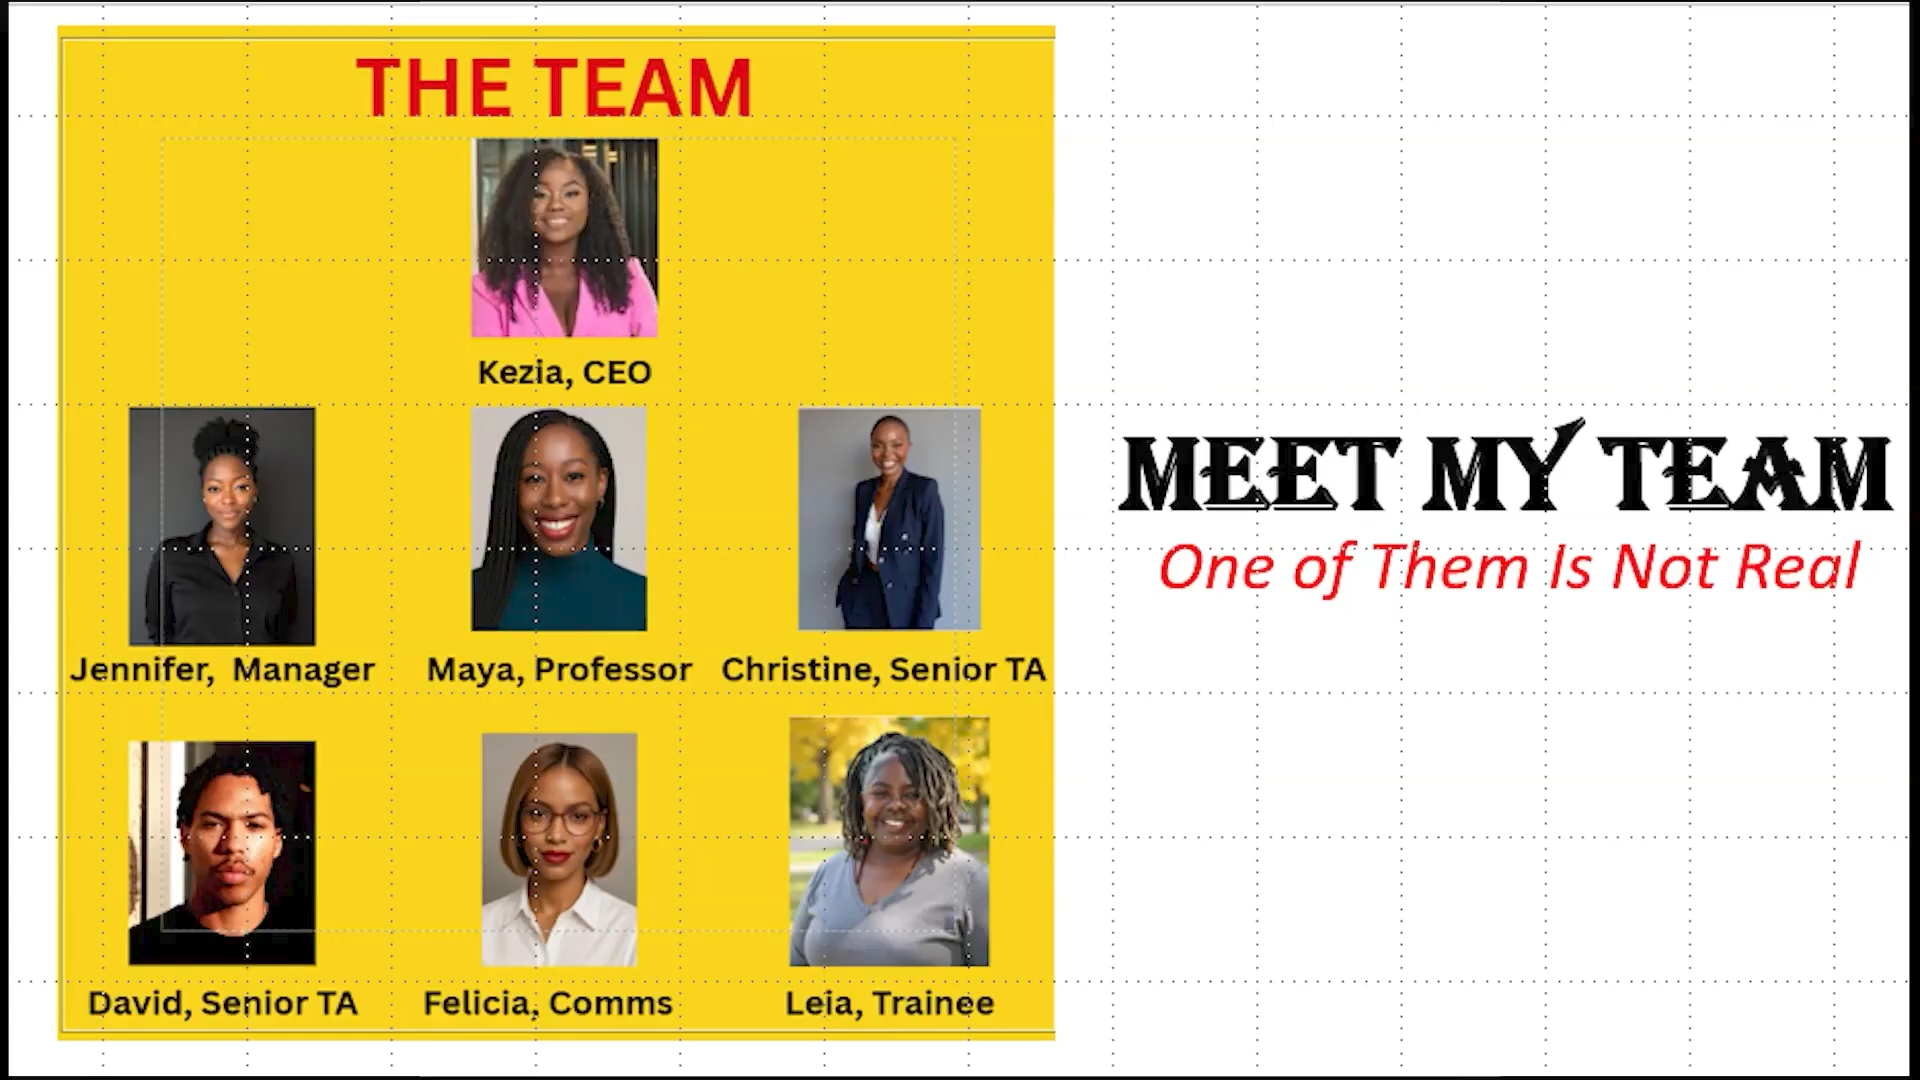 THE TEAM
Kezia, CEO
Jennifer, Manager
Maya, Professor
Christine, Senior TA
David, Senior TA
Felicia, Comms
Leia, Trainee
MEET MY TEAM
One of Them Is Not Real